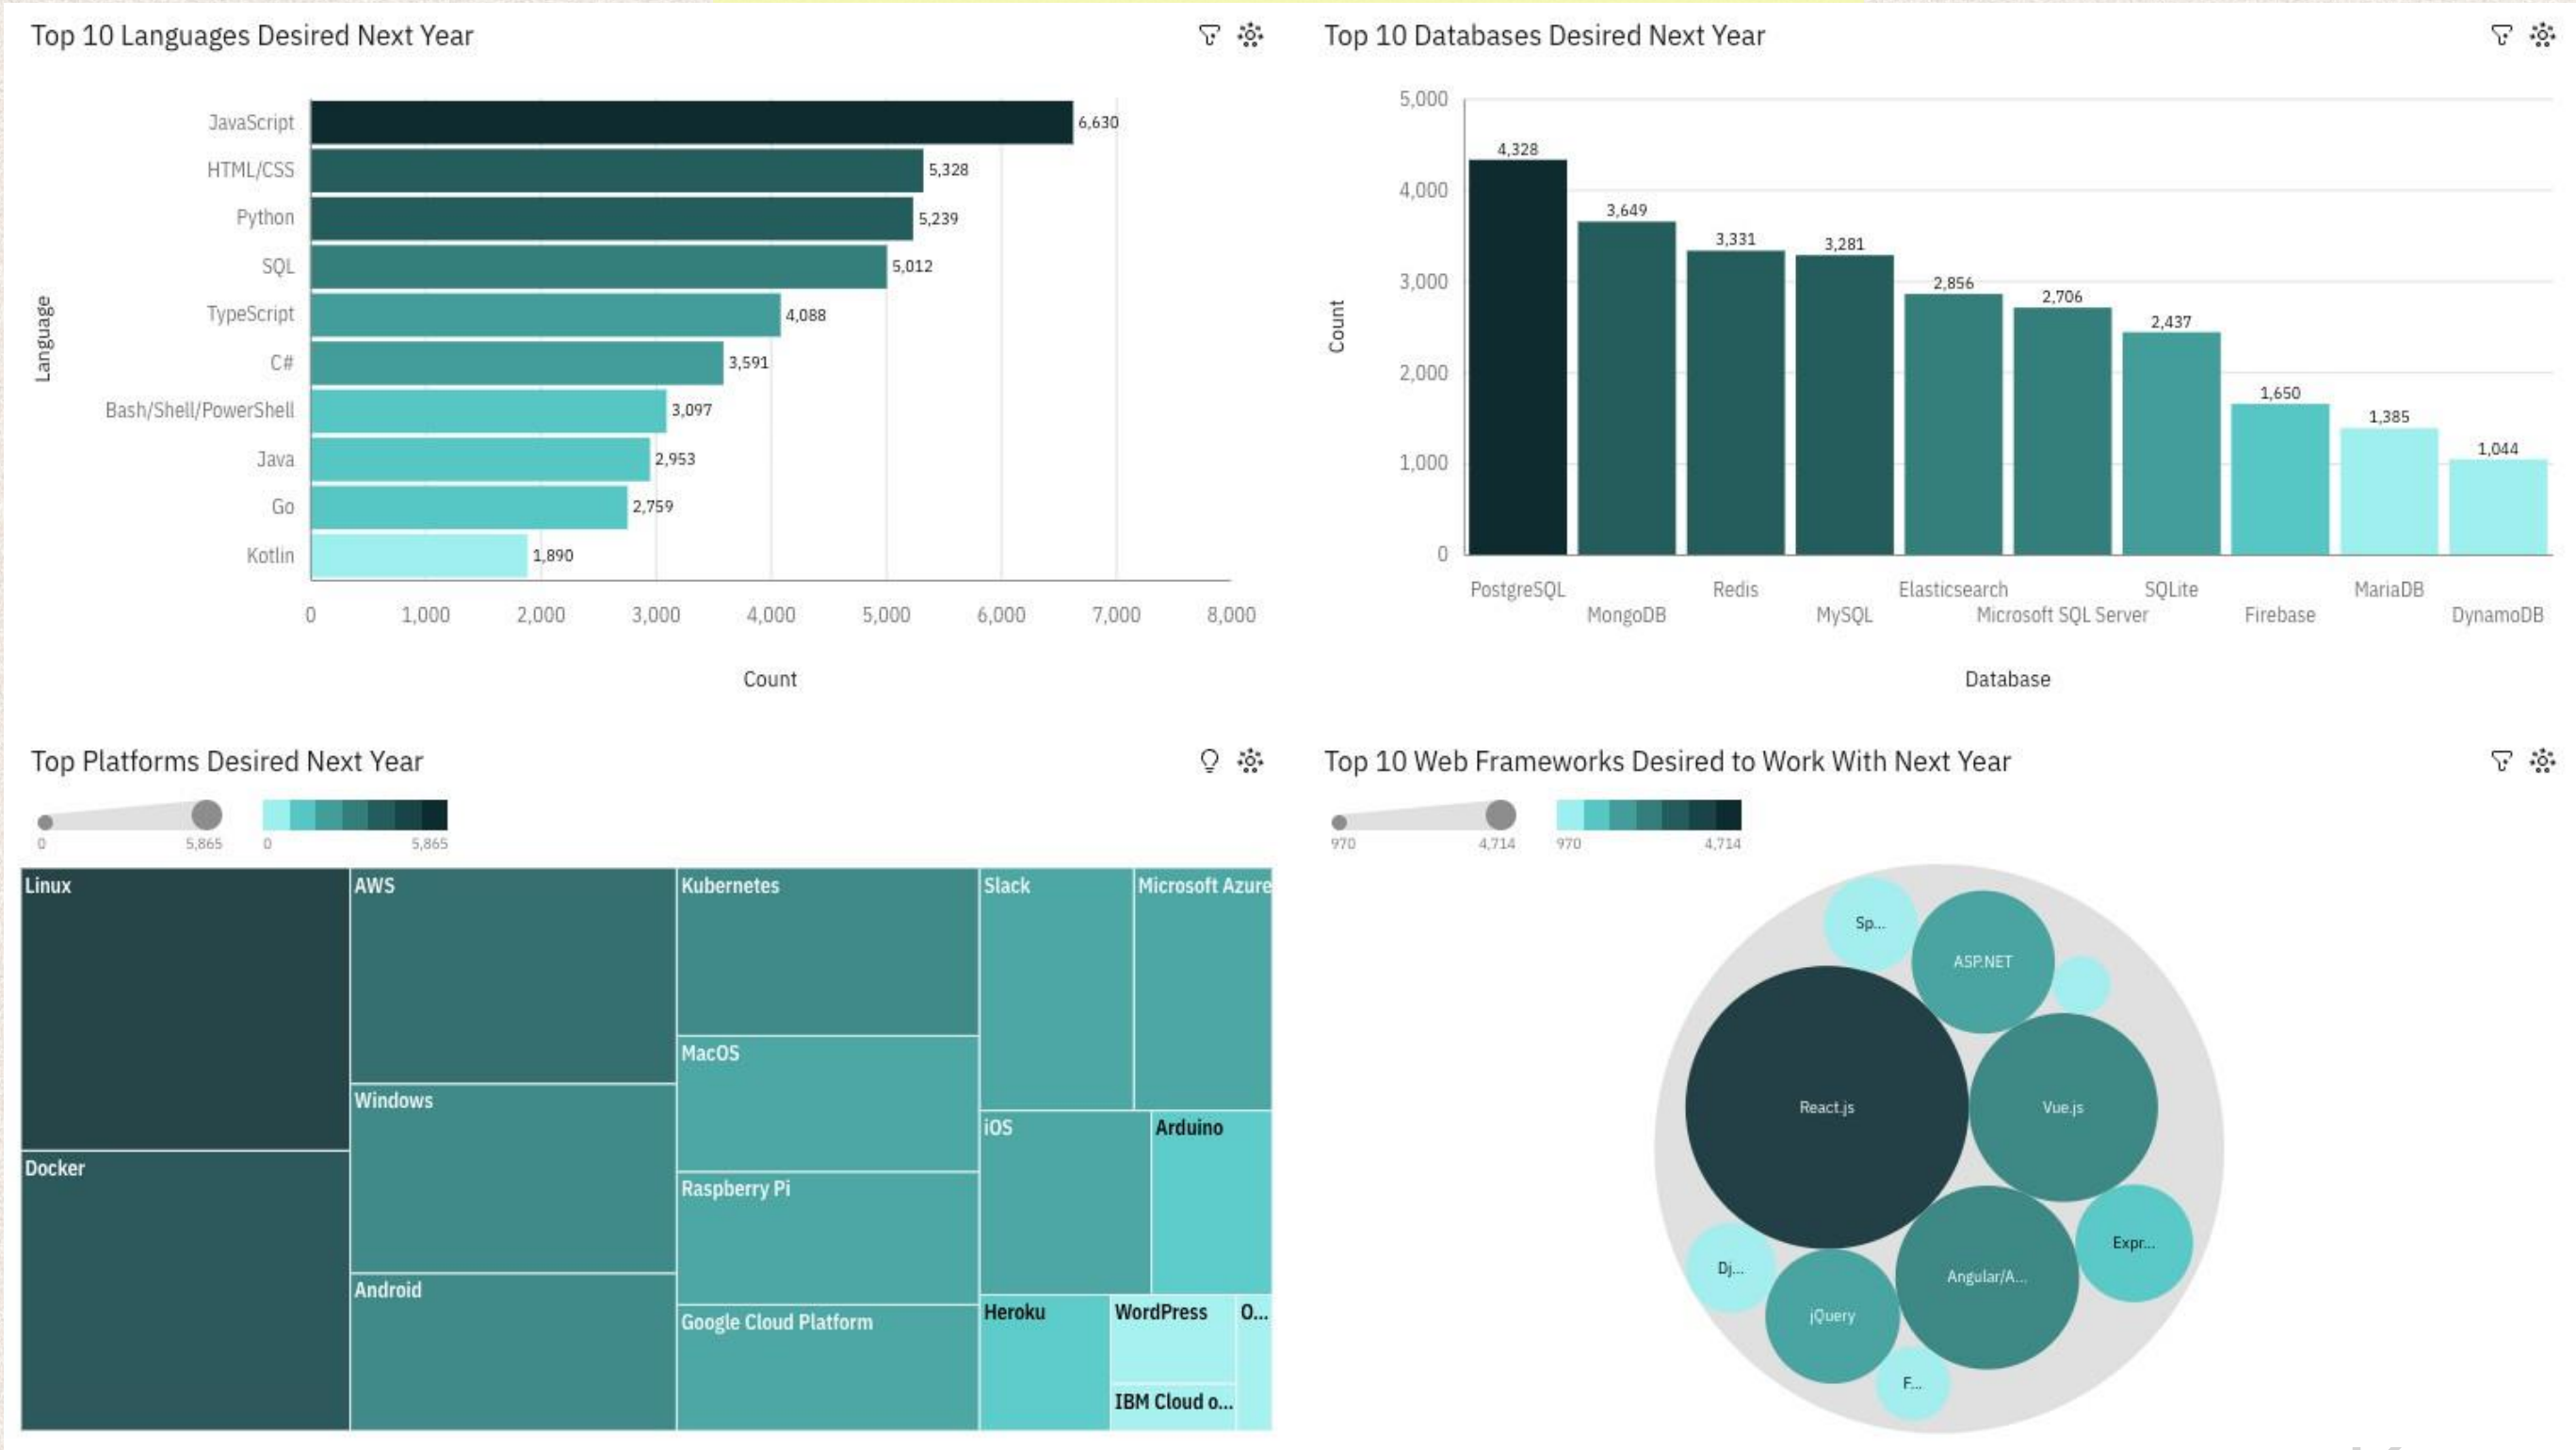 Top 10 Languages Desired Next Year
Language
JavaScript 6,630
HTML/CSS 5,328
Python 5,239
SQL 5,012
TypeScript 4,088
C# 3,591
Bash/Shell/PowerShell 3,097
Java 2,953
Go 2,759
Kotlin 1,890
0 1,000 2,000 3,000 4,000 5,000 6,000 7,000 8,000
Count
Top 10 Databases Desired Next Year
Count
5,000
4,000
3,000
2,000
1,000
0
4,328
3,649
3,331
3,281
2,856
2,706
2,437
1,650
1,385
1,044
PostgreSQL Redis Elasticsearch SQLite MariaDB
MongoDB MySQL Microsoft SQL Server Firebase DynamoDB
Database
Top Platforms Desired Next Year
0 5,865 0 5,865
Linux
Docker
AWS
Windows
Android
Kubernetes
MacOS
Raspberry Pi
Google Cloud Platform
Slack
Microsoft Azure
iOS
Arduino
Heroku
WordPress
O...
IBM Cloud o...
Top 10 Web Frameworks Desired to Work With Next Year
970 4,714 970 4,714
Sp...
ASP.NET
React.js
Vue.js
Expr...
Dj...
Angular/A...
jQuery
F...